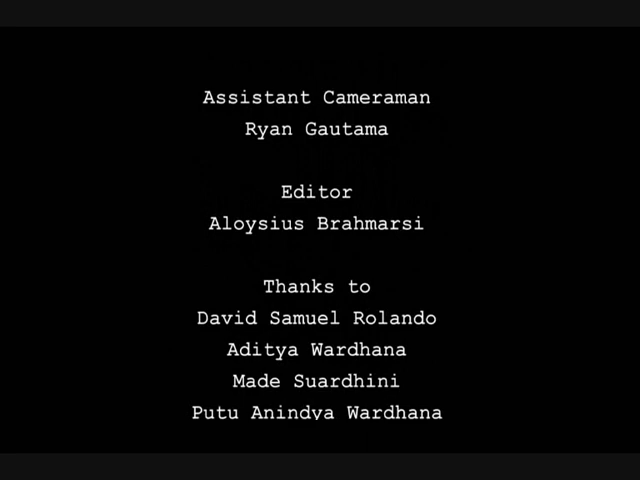 Assistant Cameraman
Ryan Gautama
Editor
Aloysius Brahmarsi
Thanks to
David Samuel Rolando
Aditya Wardhana
Made Suardhini
Putu Anindya Wardhana